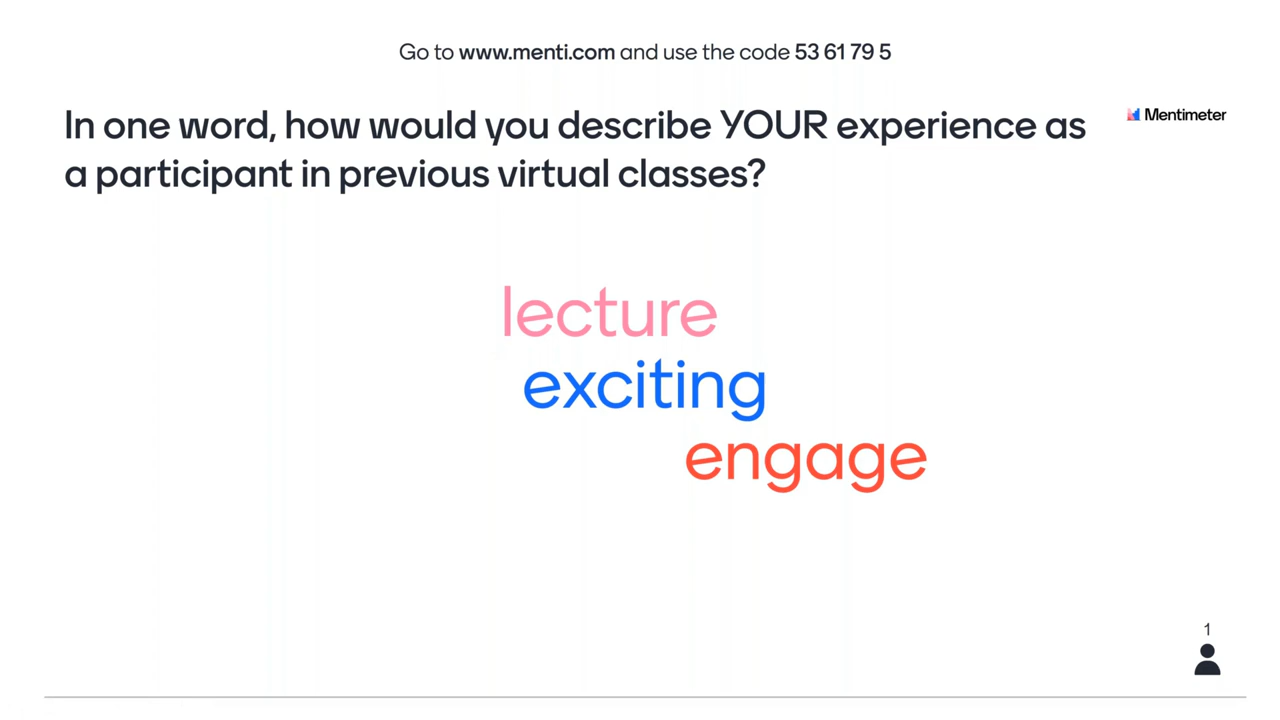 Go to www.menti.com and use the code 53 61 79 5
In one word, how would you describe YOUR experience as
a participant in previous virtual classes?
Mentimeter
lecture
exciting
engage
1